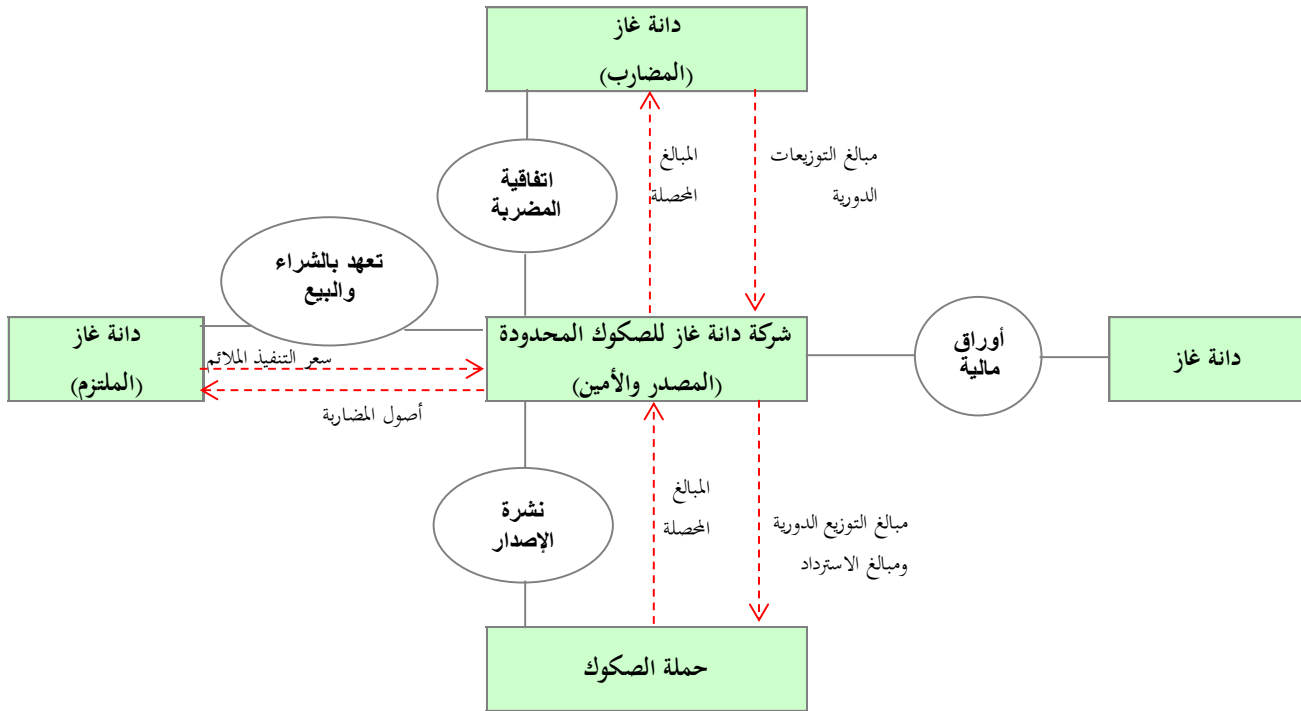 دانة غاز
(المضارب)
مبالغ التوزيعات
الدورية
المبالغ
المحصلة
اتفاقية
المضربة
تعهد بالشراء
والبيع
دانة غاز
(الملتزم)
سعر التنفيذ الملائم
أصول المضاربة
شركة دانة غاز للصكوك المحدودة
(المصدر والأمين)
أوراق
مالية
دانة غاز
نشرة
الإصدار
المبالغ
المحصلة
مبالغ التوزيع الدورية
ومبالغ الاسترداد
حملة الصكوك